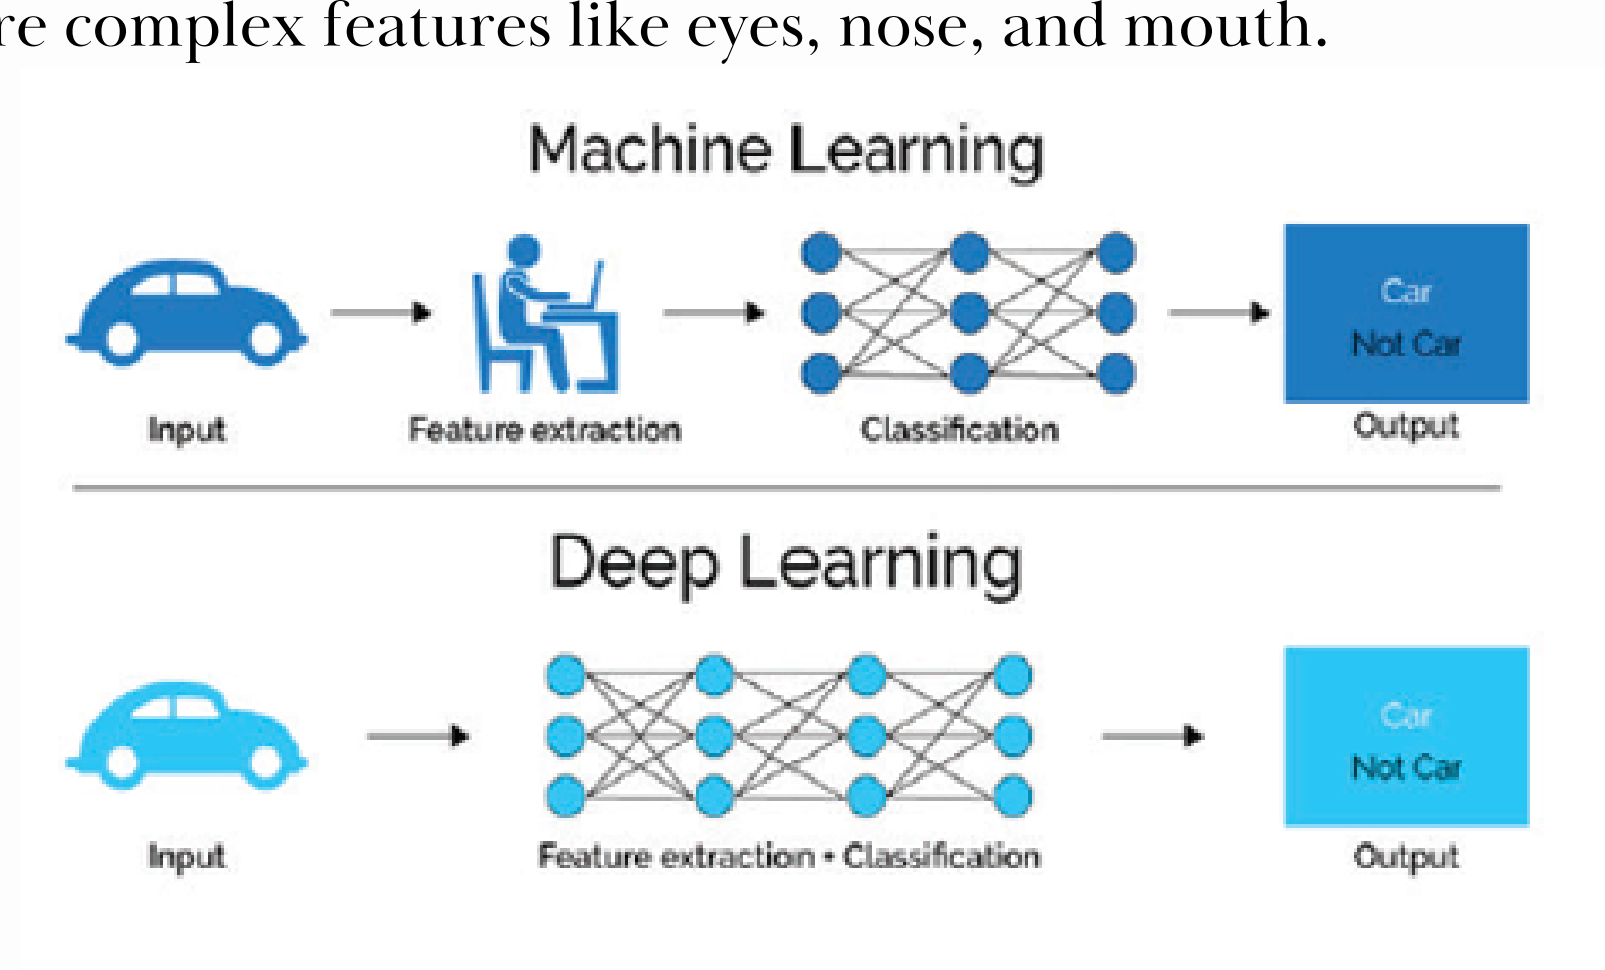 re complex features like eyes, nose, and mouth.
Machine Learning
Car
Not Car
Input
Feature extraction
Classification
Output
Deep Learning
Car
Not Car
Input
Feature extraction + Classification
Output